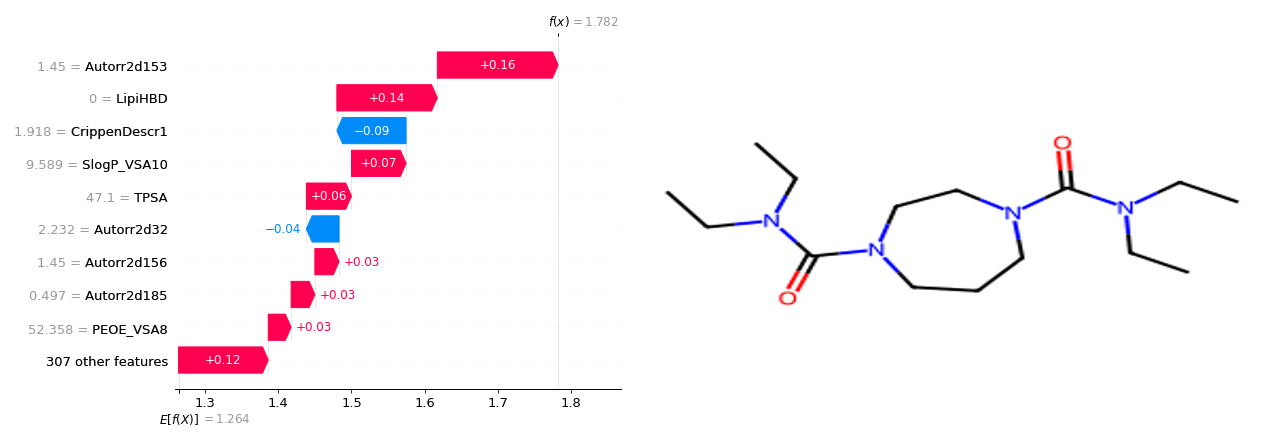 f(x) = 1.782
1.45 = Autorr2d153
+0.16
0 = LipiHBD
+0.14
1.918 = CrippenDescr1
−0.09
9.589 = SlogP_VSA10
+0.07
47.1 = TPSA
+0.06
2.232 = Autorr2d32
−0.04
1.45 = Autorr2d156
+0.03
0.497 = Autorr2d185
+0.03
52.358 = PEOE_VSA8
+0.03
307 other features
+0.12
1.3 1.4 1.5 1.6 1.7 1.8
E[f(X)] = 1.264
O
N
N
N
N
O